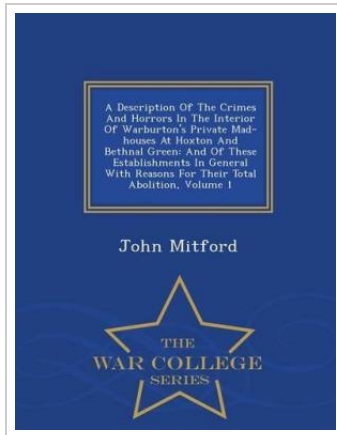 A Description Of The Crimes
And Horrors In The Interior
Of Warburton's Private Mad-
houses At Hoxton And
Bethnal Green: And Of These
Establishments In General
With Reasons For Their Total
Abolition, Volume 1
John Mitford
THE
WAR COLLEGE
SERIES